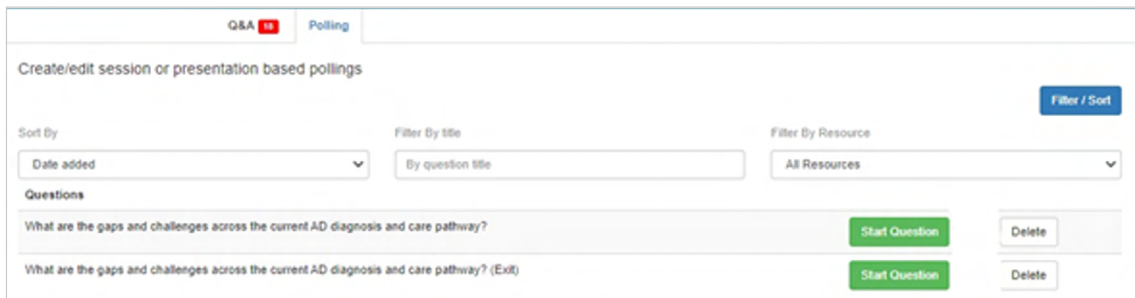 Q&A 18 Polling
Create/edit session or presentation based pollings
Filter / Sort
Sort By Filter By title Filter By Resource
Date added By question title All Resources
Questions
What are the gaps and challenges across the current AD diagnosis and care pathway? Start Question Delete
What are the gaps and challenges across the current AD diagnosis and care pathway? (Exit) Start Question Delete